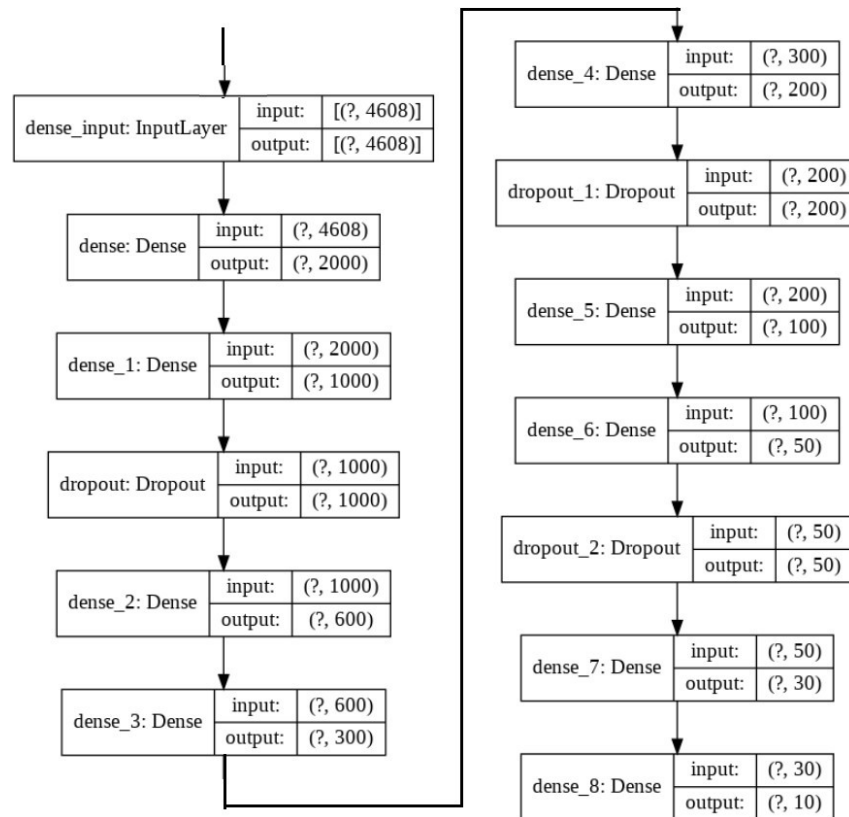 dense_input: InputLayer
input: [(?, 4608)]
output: [(?, 4608)]
dense: Dense
input: (?, 4608)
output: (?, 2000)
dense_1: Dense
input: (?, 2000)
output: (?, 1000)
dropout: Dropout
input: (?, 1000)
output: (?, 1000)
dense_2: Dense
input: (?, 1000)
output: (?, 600)
dense_3: Dense
input: (?, 600)
output: (?, 300)
dense_4: Dense
input: (?, 300)
output: (?, 200)
dropout_1: Dropout
input: (?, 200)
output: (?, 200)
dense_5: Dense
input: (?, 200)
output: (?, 100)
dense_6: Dense
input: (?, 100)
output: (?, 50)
dropout_2: Dropout
input: (?, 50)
output: (?, 50)
dense_7: Dense
input: (?, 50)
output: (?, 30)
dense_8: Dense
input: (?, 30)
output: (?, 10)